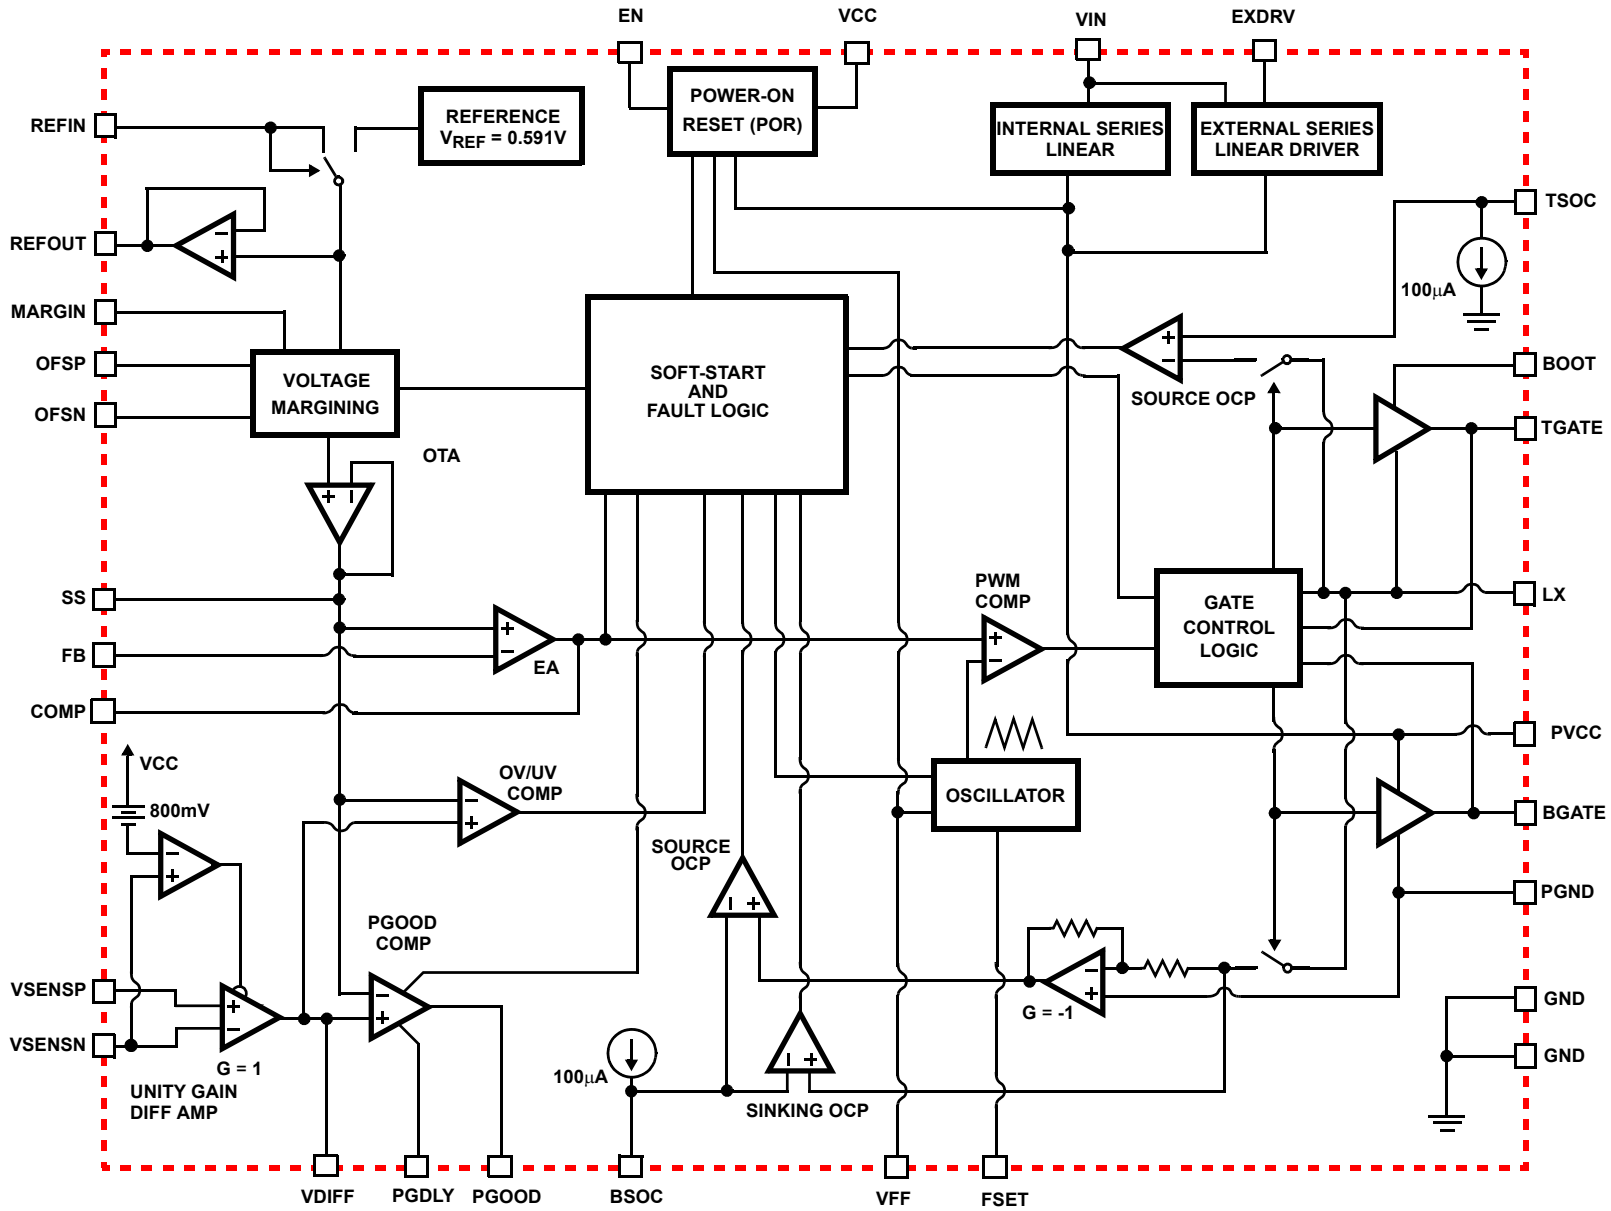 EN
VCC
VIN
EXDRV
REFIN
REFERENCE
VREF = 0.591V
POWER-ON
RESET (POR)
INTERNAL SERIES
LINEAR
EXTERNAL SERIES
LINEAR DRIVER
TSOC
REFOUT
−
+
100µA
MARGIN
OFSP
OFSN
VOLTAGE
MARGINING
SOFT-START
AND
FAULT LOGIC
+
−
SOURCE OCP
BOOT
TGATE
OTA
+ −
SS
FB
COMP
+
−
EA
PWM
COMP
+
−
GATE
CONTROL
LOGIC
LX
PVCC
VCC
800mV
−
+
OV/UV
COMP
−
+
OSCILLATOR
BGATE
SOURCE
OCP
− +
PGND
PGOOD
COMP
−
+
VSENSP
VSENSN
+
−
G = 1
UNITY GAIN
DIFF AMP
−
+
G = -1
GND
GND
100µA
− +
SINKING OCP
VDIFF
PGDLY
PGOOD
BSOC
VFF
FSET